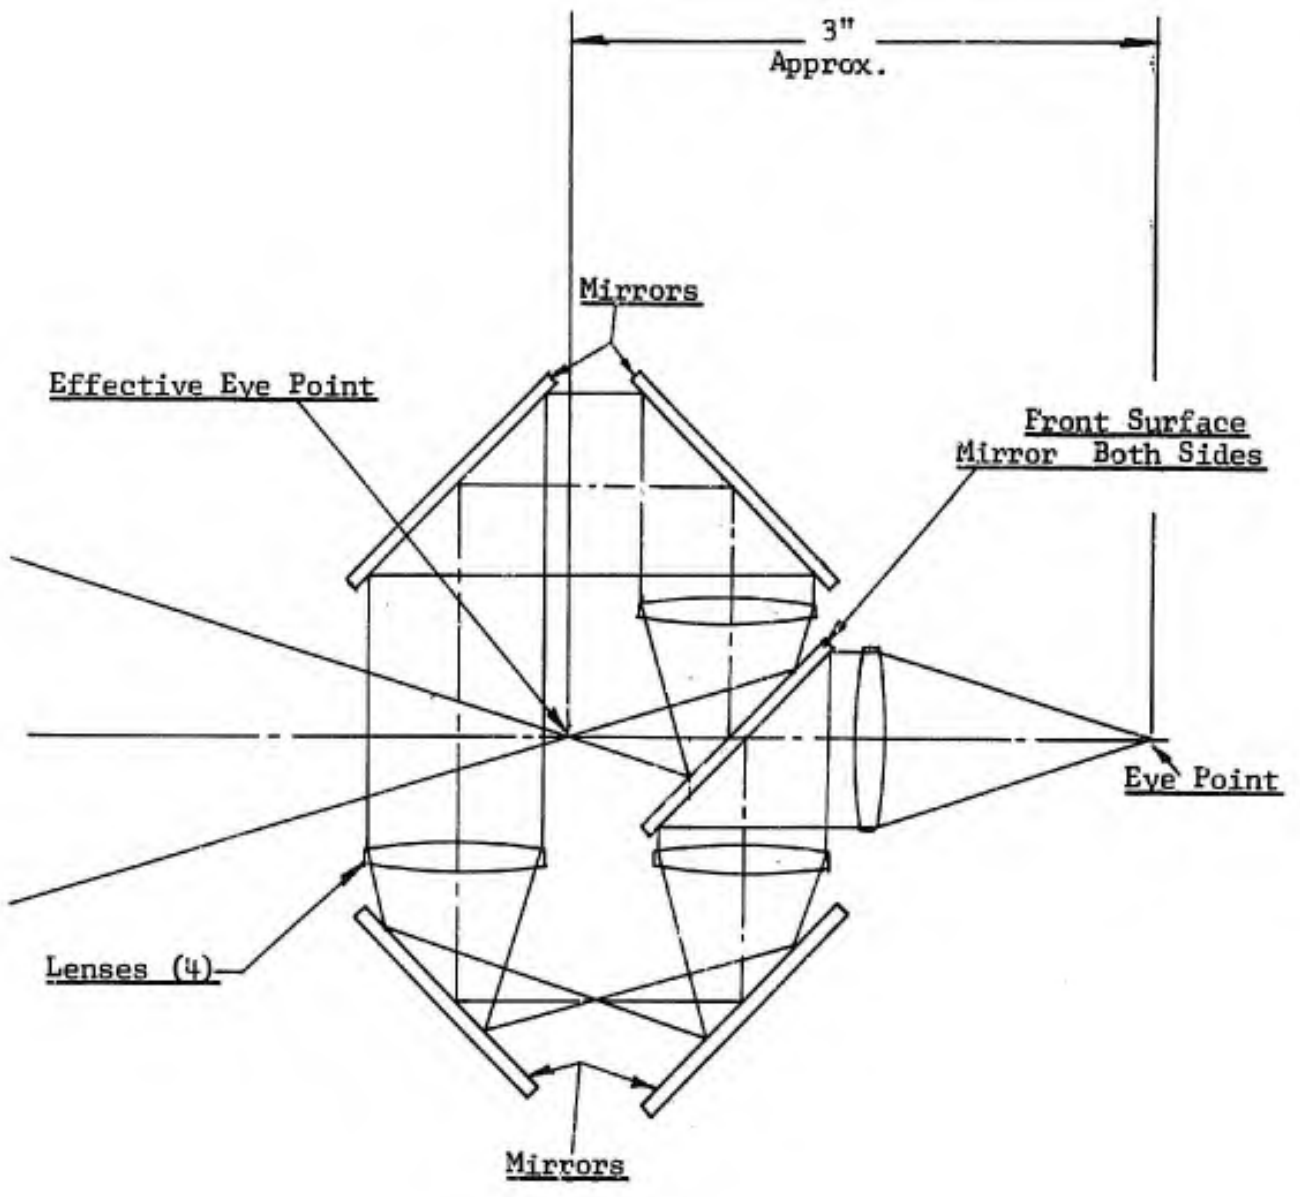 3"
Approx.
Mirrors
Effective Eye Point
Front Surface
Mirror Both Sides
Eye Point
Lenses (4)
Mirrors